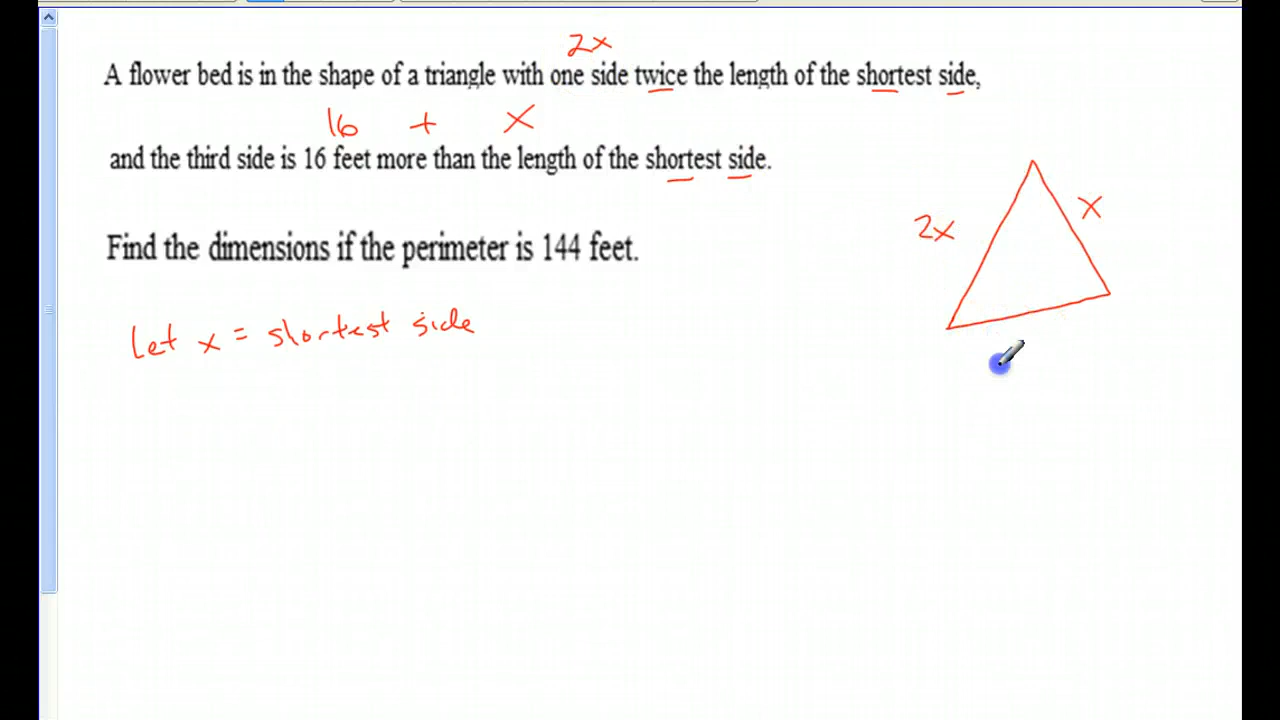 2x
A flower bed is in the shape of a triangle with one side twice the length of the shortest side,
16 + x
and the third side is 16 feet more than the length of the shortest side.
2x
x
Find the dimensions if the perimeter is 144 feet.
Let x = shortest side